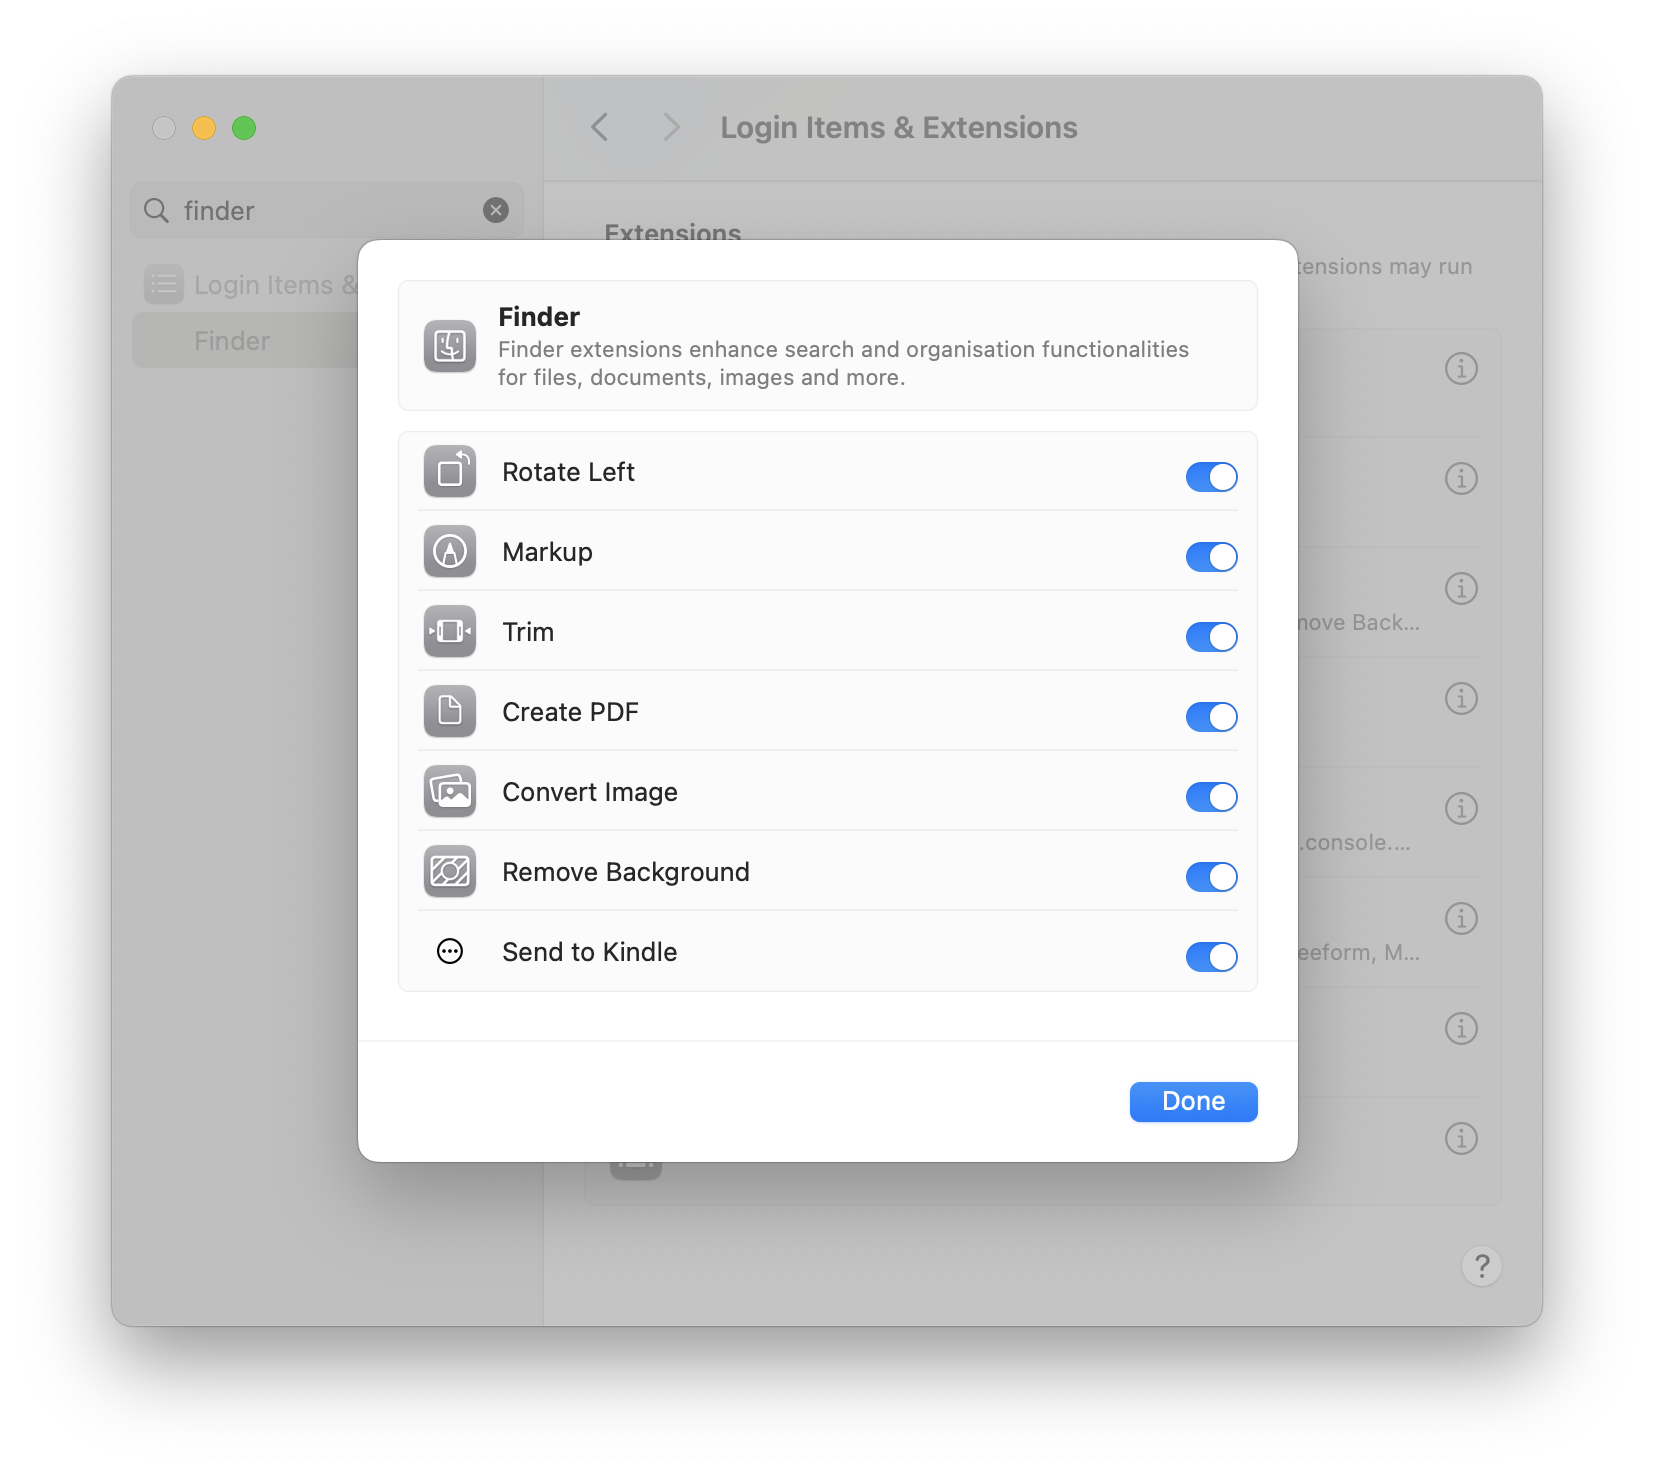 Login Items & Extensions
finder
Extensions
Login Items &
tensions may run
Finder
Finder
Finder extensions enhance search and organisation functionalities
for files, documents, images and more.
Rotate Left
Markup
Trim
move Back...
Create PDF
Convert Image
.console....
Remove Background
Send to Kindle
eeform, M...
Done
?